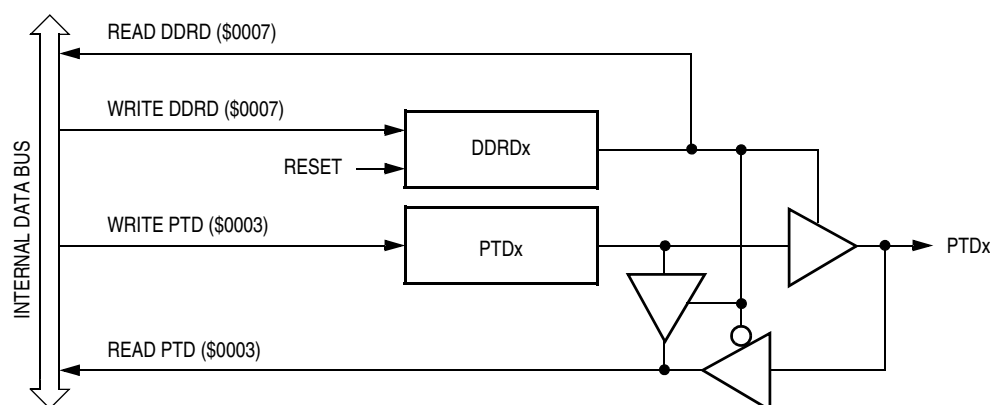 READ DDRD ($0007)
WRITE DDRD ($0007)
DDRDx
RESET
INTERNAL DATA BUS
WRITE PTD ($0003)
PTDx
PTDx
READ PTD ($0003)